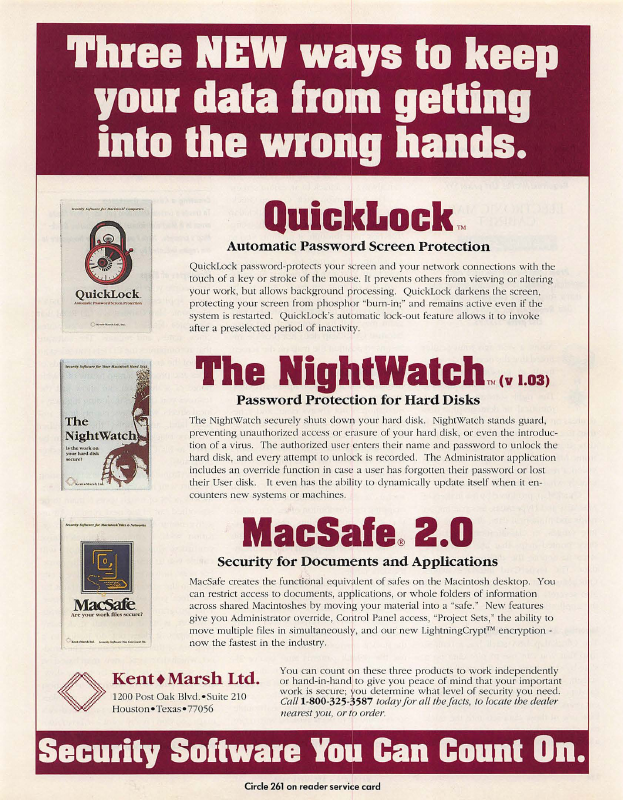 Three NEW ways to keep
your data from getting
into the wrong hands.
Security Software for Macintosh Computers
QuickLock
Automatic Password Screen Protection
QuickLock™
Automatic Password Screen Protection
QuickLock password-protects your screen and your network connections with the
touch of a key or stroke of the mouse. It prevents others from viewing or altering
your work, but allows background processing. QuickLock darkens the screen,
protecting your screen from phosphor "burn-in;" and remains active even if the
system is restarted. QuickLock's automatic lock-out feature allows it to invoke
after a preselected period of inactivity.
Security Software for Your Macintosh Hard Disk
The
NightWatch
Is the work on
your hard disk
secure?
Kent Marsh Ltd.
The NightWatch™ (v 1.03)
Password Protection for Hard Disks
The NightWatch securely shuts down your hard disk. NightWatch stands guard,
preventing unauthorized access or erasure of your hard disk, or even the introduc-
tion of a virus. The authorized user enters their name and password to unlock the
hard disk, and every attempt to unlock is recorded. The Administrator application
includes an override function in case a user has forgotten their password or lost
their User disk. It even has the ability to dynamically update itself when it en-
counters new systems or machines.
Security Software for Macintosh Files & Networks
MacSafe
Are your work files secure?
MacSafe® 2.0
Security for Documents and Applications
MacSafe creates the functional equivalent of safes on the Macintosh desktop. You
can restrict access to documents, applications, or whole folders of information
across shared Macintoshes by moving your material into a "safe." New features
give you Administrator override, Control Panel access, "Project Sets," the ability to
move multiple files in simultaneously, and our new LightningCrypt™ encryption -
now the fastest in the industry.
Kent♦Marsh Ltd.
1200 Post Oak Blvd.•Suite 210
Houston•Texas•77056
You can count on these three products to work independently
or hand-in-hand to give you peace of mind that your important
work is secure; you determine what level of security you need.
Call 1-800-325-3587 today for all the facts, to locate the dealer
nearest you, or to order.
Security Software You Can Count On.
Circle 261 on reader service card